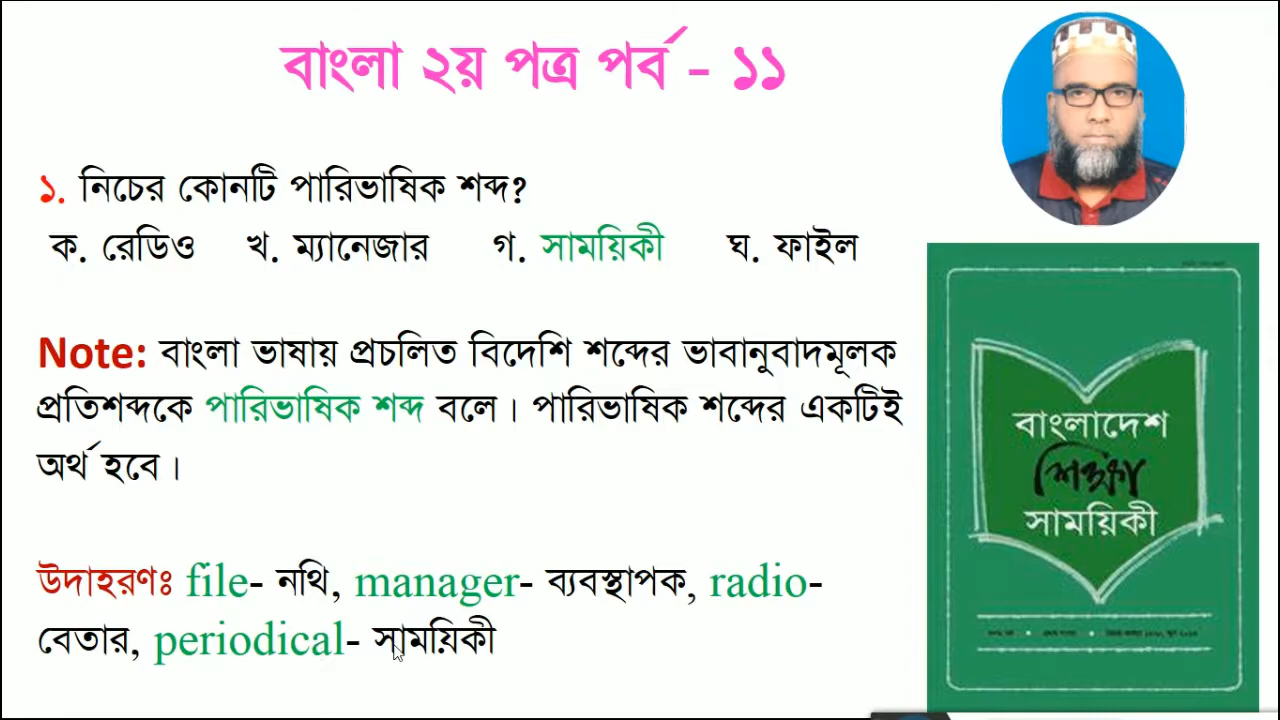 বাংলা ২য় পত্র পর্ব - ১১
১. নিচের কোনটি পারিভাষিক শব্দ?
ক. রেডিও খ. ম্যানেজার গ. সাময়িকী ঘ. ফাইল
Note: বাংলা ভাষায় প্রচলিত বিদেশি শব্দের ভাবানুবাদমূলক
প্রতিশব্দকে পারিভাষিক শব্দ বলে। পারিভাষিক শব্দের একটিই
অর্থ হবে।
উদাহরণঃ file- নথি, manager- ব্যবস্থাপক, radio-
বেতার, periodical- সাময়িকী
বাংলাদেশ
শিক্ষা
সাময়িকী